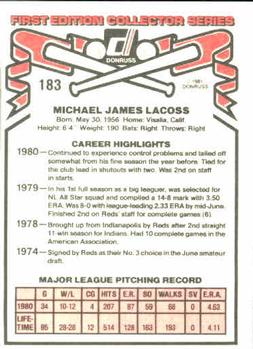 FIRST EDITION COLLECTOR SERIES
DONRUSS
183
© 1981
DONRUSS
MICHAEL JAMES LACOSS
Born: May 30, 1956 Home: Visalia, Calif.
Height: 6 4 Weight: 190 Bats: Right Throws: Right
CAREER HIGHLIGHTS
1980— Continued to experience control problems and tailed off
somewhat from his fine season the year before. Tied for
the club lead in shutouts with two. Was 2nd on staff
in starts.
1979— In his 1st full season as a big leaguer, was selected for
NL All Star squad and compiled a 14-8 mark with 3.50
ERA. Was 8-0 with league-leading 2.33 ERA by mid-June.
Finished 2nd on Reds' staff for complete games (6).
1978— Brought up from Indianapolis by Reds after 2nd straight
11-win season for Indians. Had 10 complete games in the
American Association.
1974— Signed by Reds as their No. 3 choice in the June amateur
draft.
MAJOR LEAGUE PITCHING RECORD
G W/L CG HITS E.R. SO WALKS SV E.R.A.
1980 34 10-12 4 207 87 59 68 0 4.63
LIFE-
TIME- 85 28-28 12 514 128 163 193 0 4.11